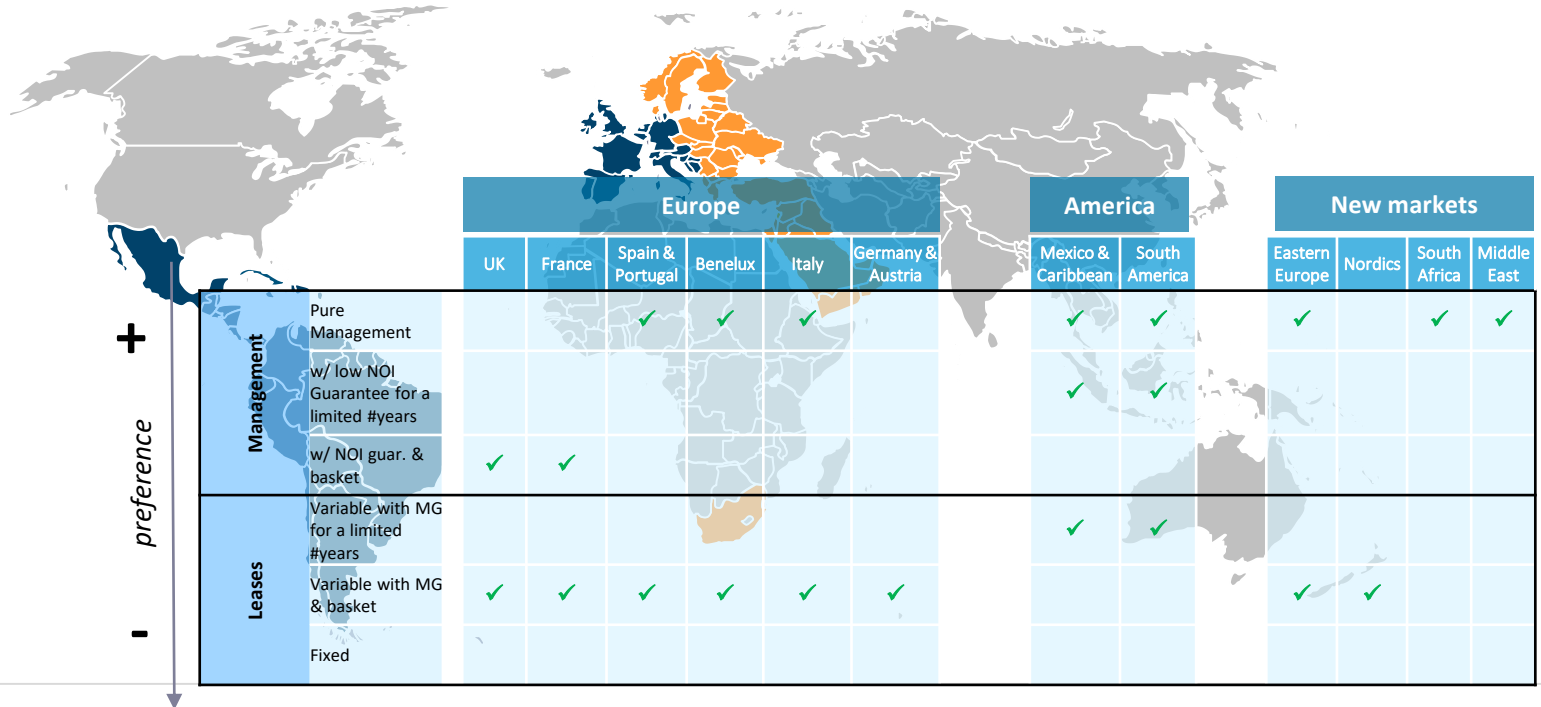 Europe
America
New markets
UK
France
Spain &
Portugal
Benelux
Italy
Germany &
Austria
Mexico &
Caribbean
South
America
Eastern
Europe
Nordics
South
Africa
Middle
East
+
preference
-
Management
Pure
Management
✓ ✓ ✓ ✓ ✓ ✓ ✓ ✓
w/ low NOI
Guarantee for a
limited #years
✓ ✓
w/ NOI guar. &
basket
✓ ✓
Leases
Variable with MG
for a limited
#years
✓ ✓
Variable with MG
& basket
✓ ✓ ✓ ✓ ✓ ✓ ✓ ✓
Fixed